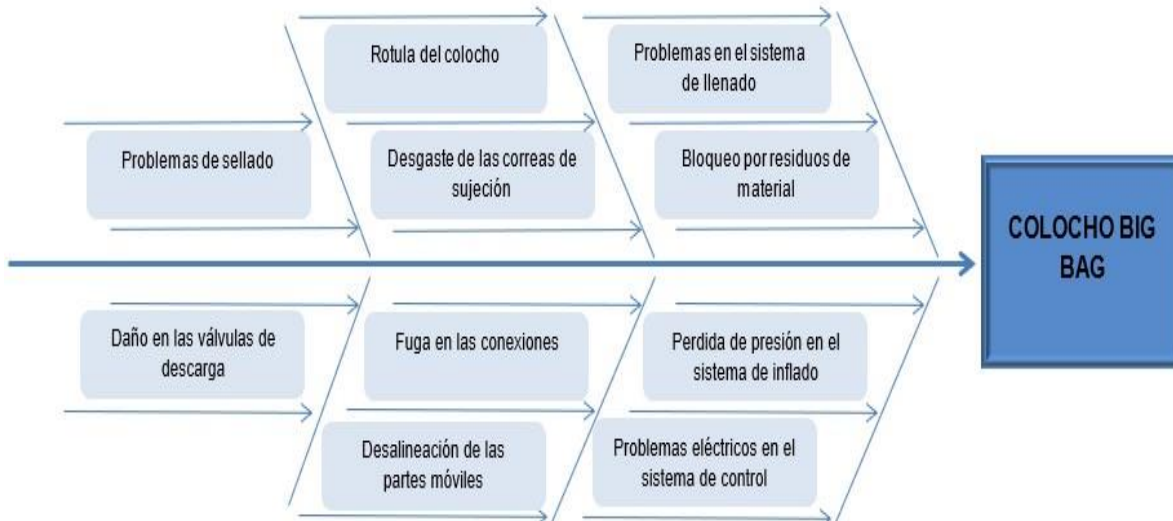 Rotula del colocho
Problemas en el sistema
de llenado
Problemas de sellado
Desgaste de las correas de
sujeción
Bloqueo por residuos de
material
COLOCHO BIG
BAG
Daño en las válvulas de
descarga
Fuga en las conexiones
Perdida de presión en el
sistema de inflado
Desalineación de las
partes móviles
Problemas eléctricos en el
sistema de control